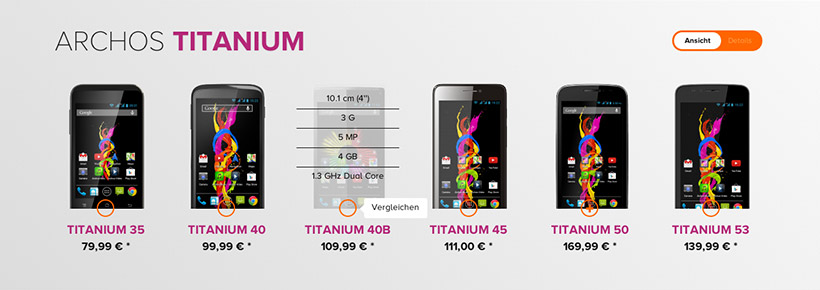 ARCHOS TITANIUM
Ansicht Details
10.1 cm (4")
3 G
5 MP
4 GB
1.3 GHz Dual Core
Vergleichen
TITANIUM 35 TITANIUM 40 TITANIUM 40B TITANIUM 45 TITANIUM 50 TITANIUM 53
79,99 € * 99,99 € * 109,99 € * 111,00 € * 169,99 € * 139,99 € *